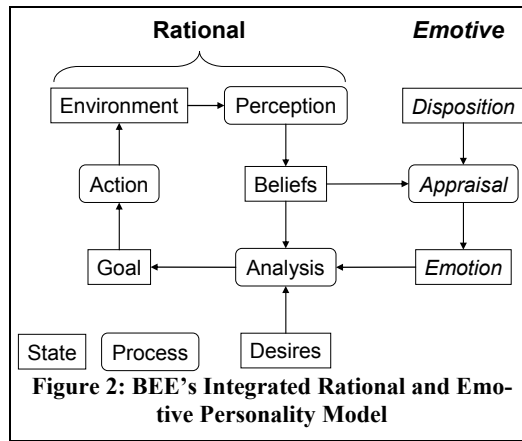 Rational Emotive
Environment Perception Disposition
Action Beliefs Appraisal
Goal Analysis Emotion
State Process Desires
Figure 2: BEE's Integrated Rational and Emo-
tive Personality Model